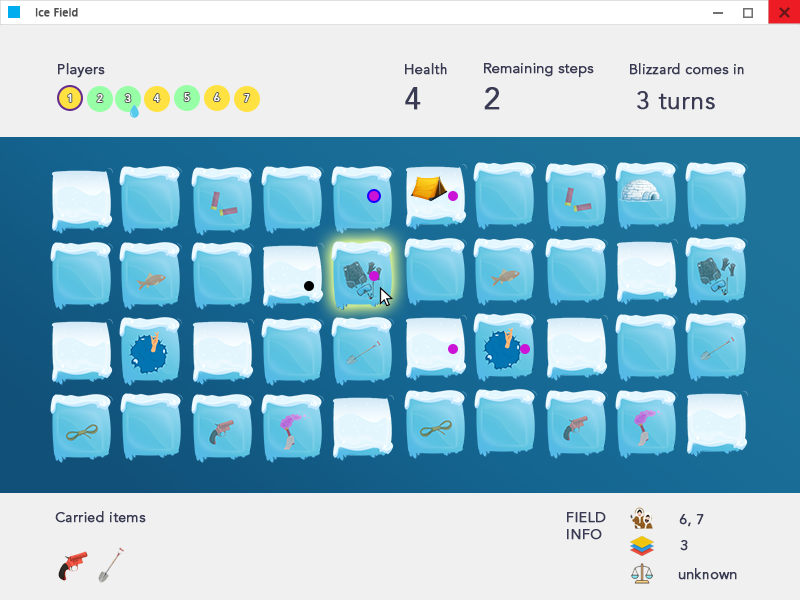 Ice Field
Players
Health
Remaining steps
Blizzard comes in
1 2 3 4 5 6 7
4
2
3 turns
Carried items
FIELD
INFO
6, 7
3
unknown